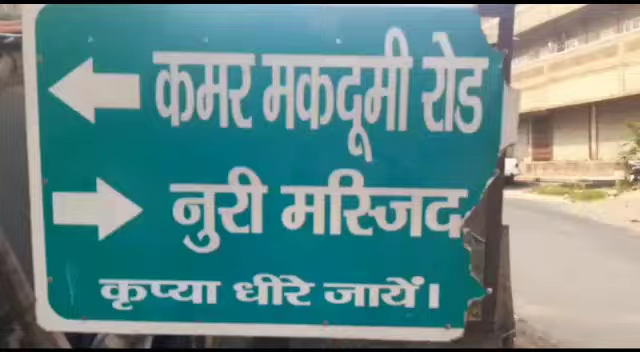 कमर मकदूमी रोड
नुरी मस्जिद
कृप्या धीरे जायें।